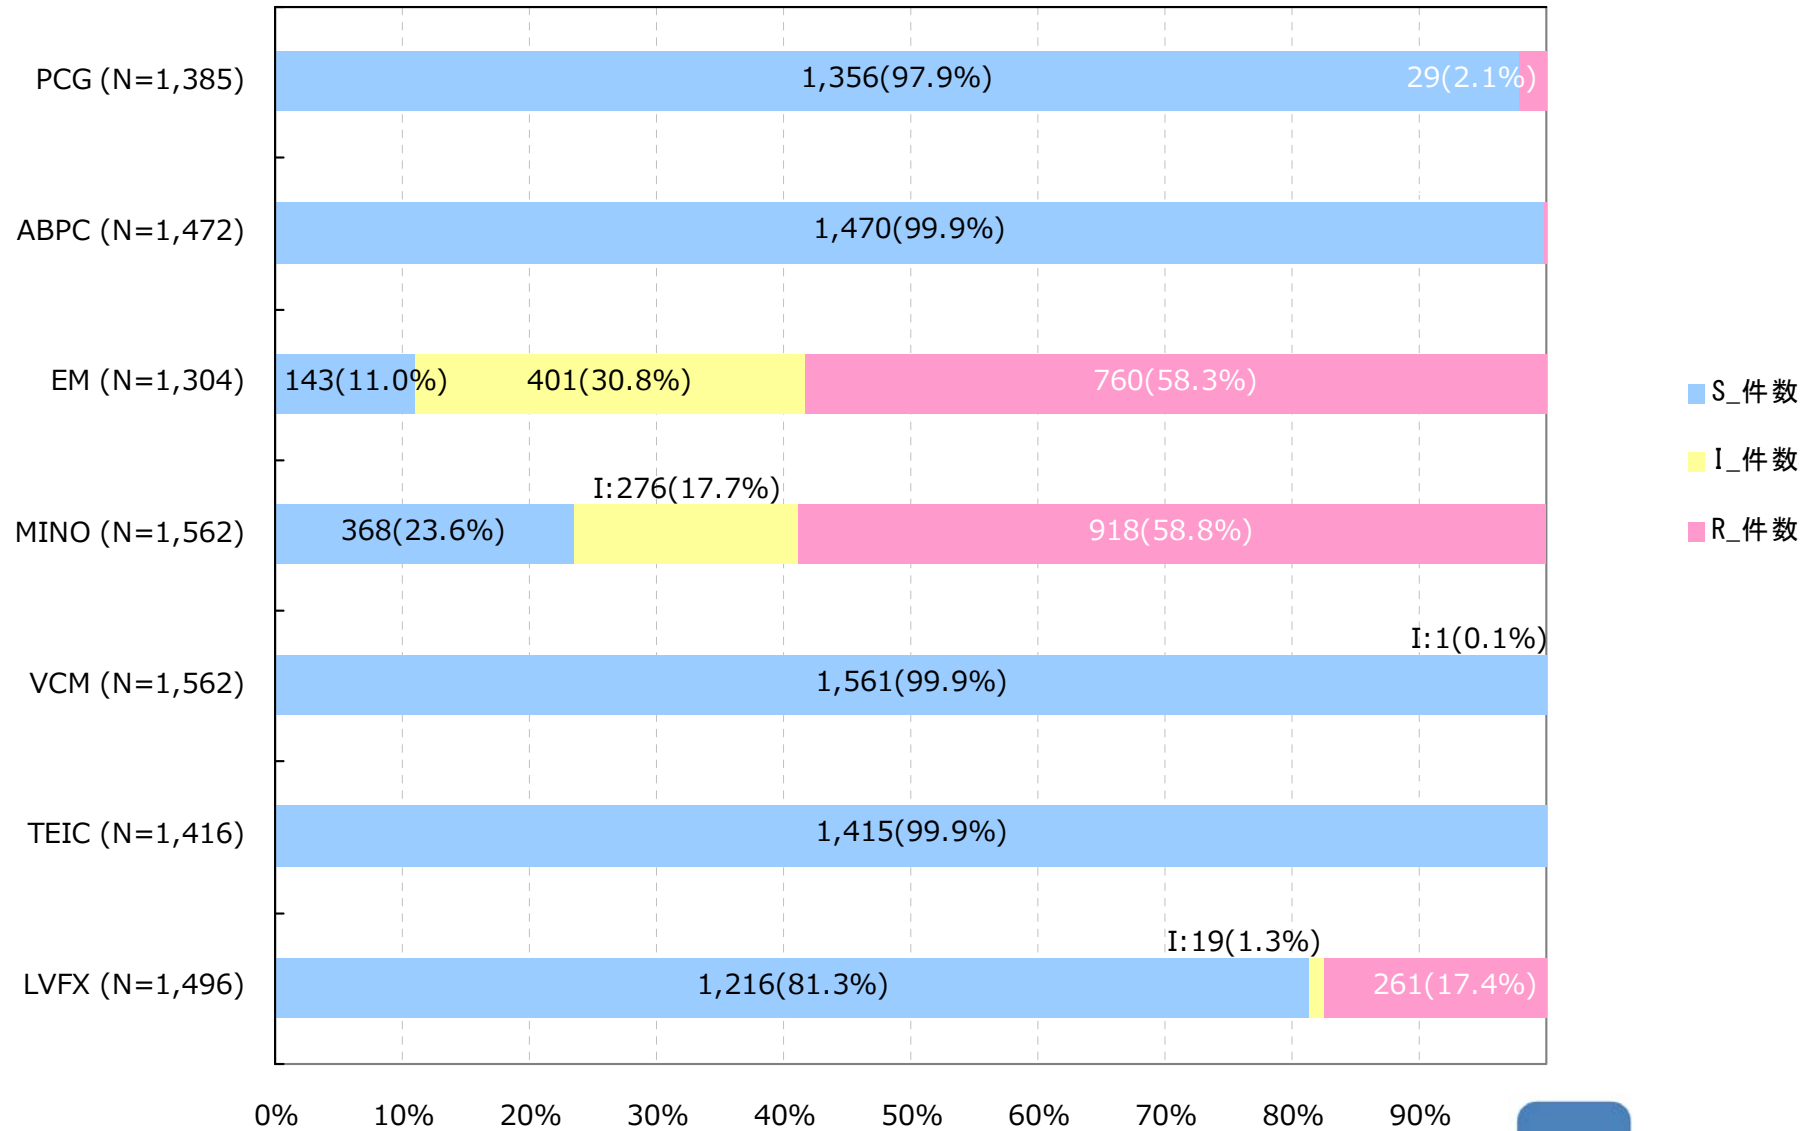 PCG (N=1,385)
1,356(97.9%)
29(2.1%)
ABPC (N=1,472)
1,470(99.9%)
EM (N=1,304)
143(11.0%)
401(30.8%)
760(58.3%)
I:276(17.7%)
MINO (N=1,562)
368(23.6%)
918(58.8%)
I:1(0.1%)
VCM (N=1,562)
1,561(99.9%)
TEIC (N=1,416)
1,415(99.9%)
I:19(1.3%)
LVFX (N=1,496)
1,216(81.3%)
261(17.4%)
0% 10% 20% 30% 40% 50% 60% 70% 80% 90%
S_件数
I_件数
R_件数